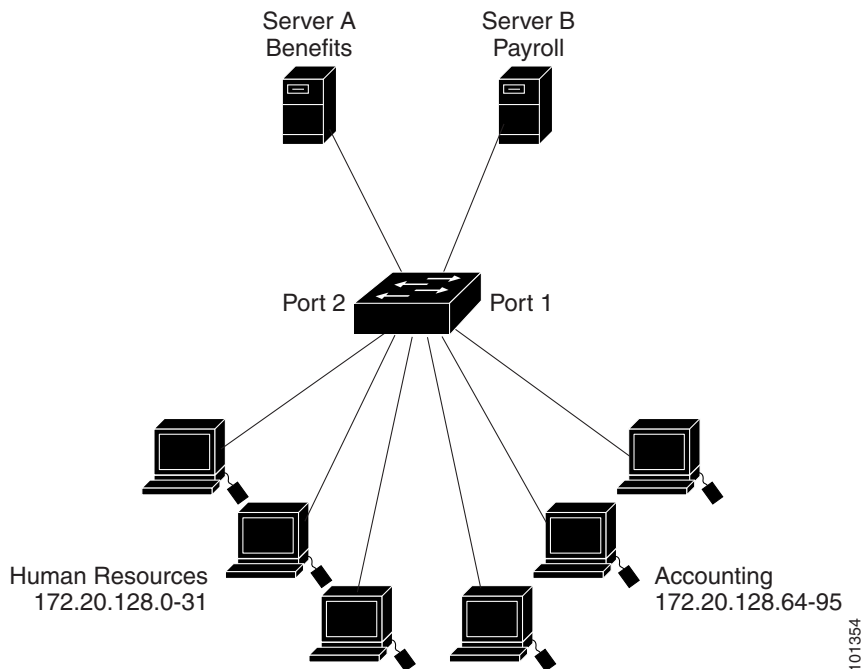 Server A
Benefits
Server B
Payroll
Port 2
Port 1
Human Resources
172.20.128.0-31
Accounting
172.20.128.64-95
101354